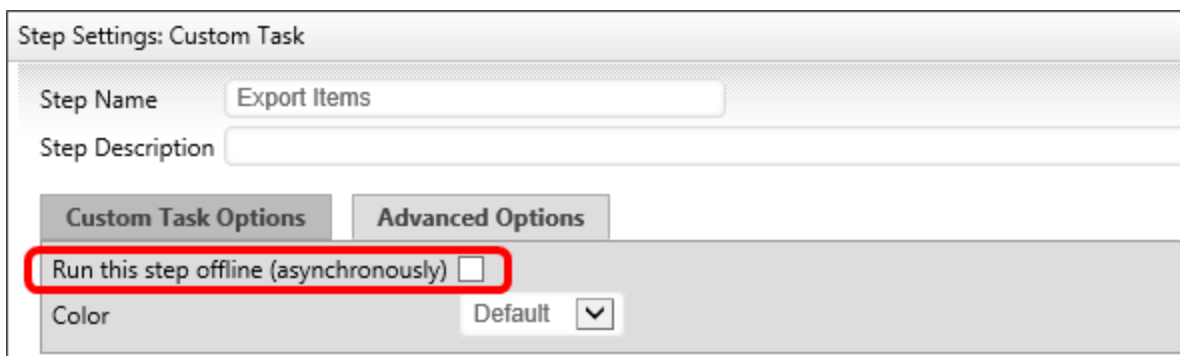 Step Settings: Custom Task
Step Name Export Items
Step Description
Custom Task Options Advanced Options
Run this step offline (asynchronously)
Color Default